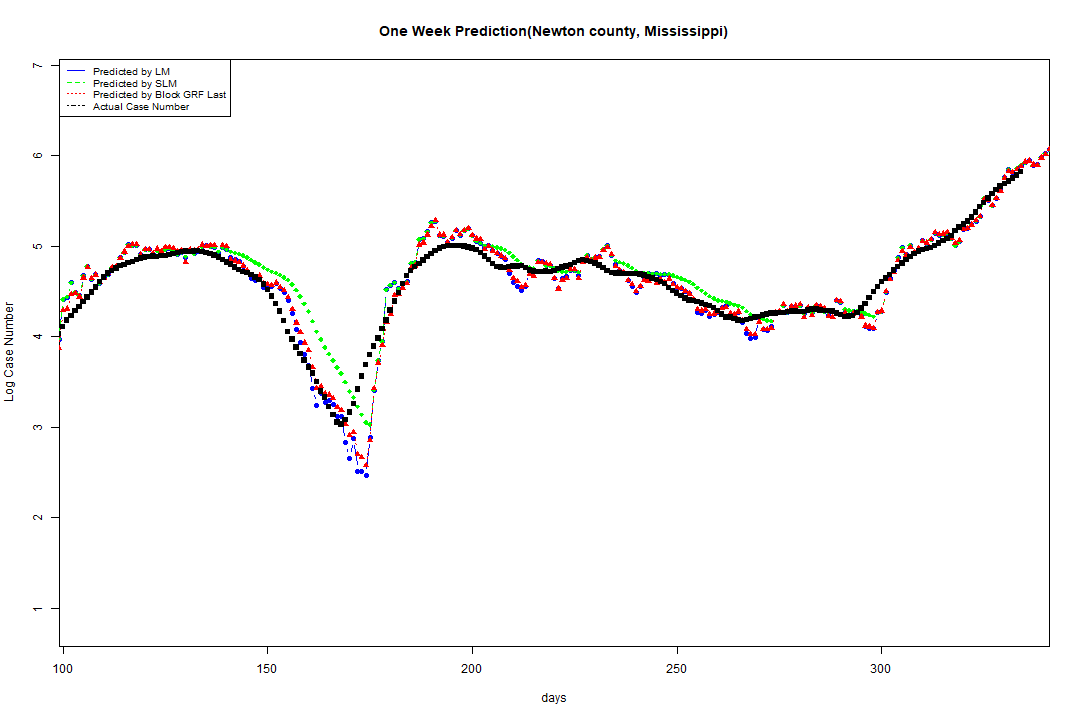 One Week Prediction(Newton county, Mississippi)
7
6
5
4
3
2
1
Log Case Number
Predicted by LM
Predicted by SLM
Predicted by Block GRF Last
Actual Case Number
100 150 200 250 300
days